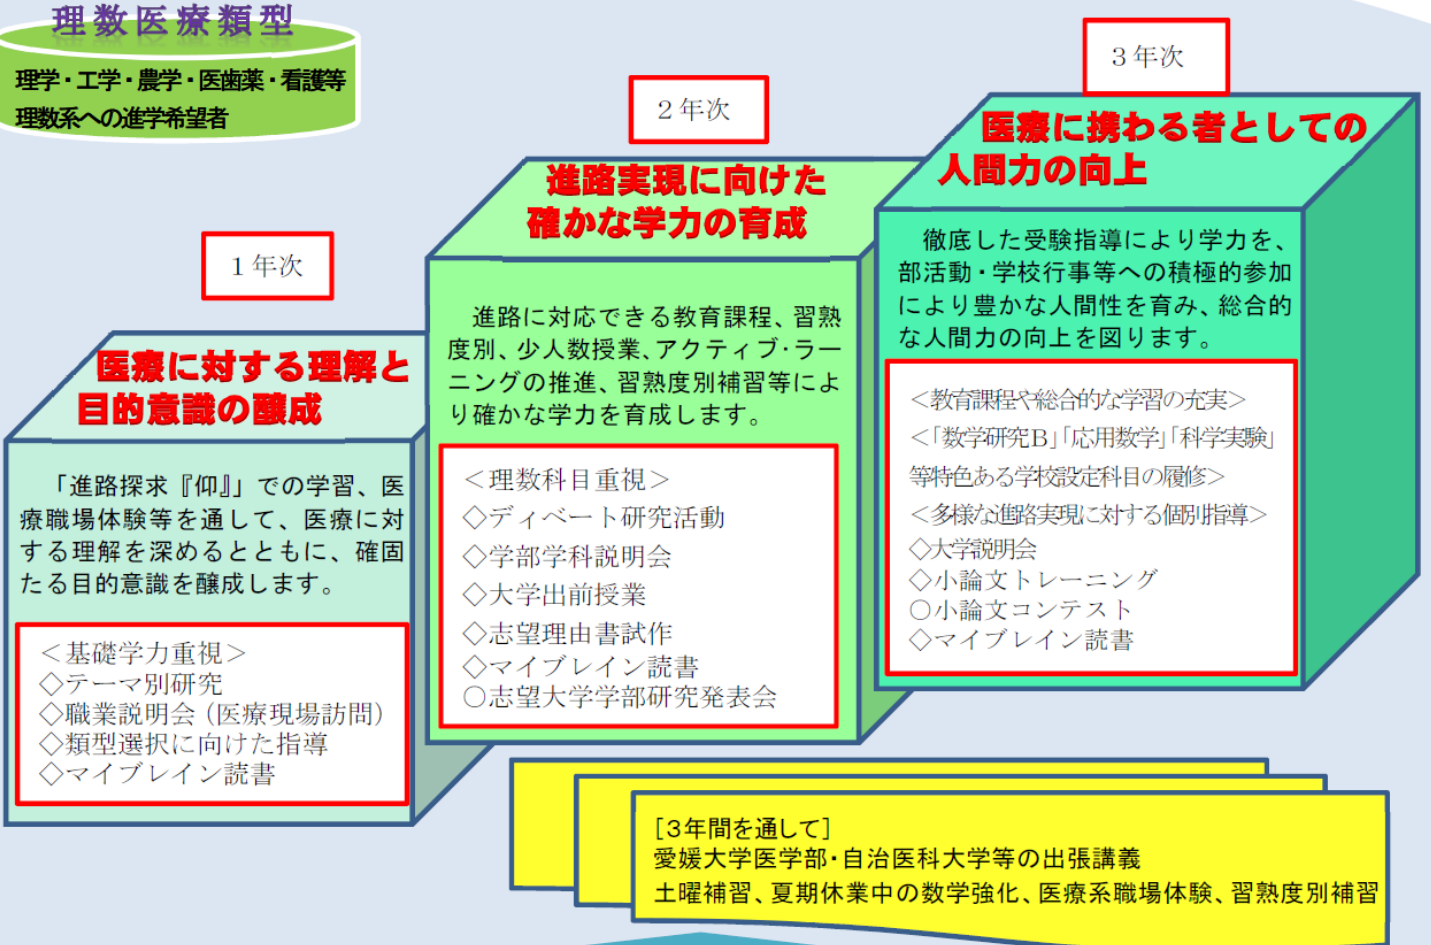 理数医療類型
理学・工学・農学・医歯薬・看護等
理数系への進学希望者
1年次
医療に対する理解と
目的意識の醸成
「進路探求『仰』」での学習、医
療職場体験等を通して、医療に対
する理解を深めるとともに、確固
たる目的意識を醸成します。
＜基礎学力重視＞
◇テーマ別研究
◇職業説明会（医療現場訪問）
◇類型選択に向けた指導
◇マイブレイン読書
2年次
進路実現に向けた
確かな学力の育成
進路に対応できる教育課程、習熟
度別、少人数授業、アクティブ・ラー
ニングの推進、習熟度別補習等によ
り確かな学力を育成します。
＜理数科目重視＞
◇ディベート研究活動
◇学部学科説明会
◇大学出前授業
◇志望理由書試作
◇マイブレイン読書
○志望大学学部研究発表会
3年次
医療に携わる者としての
人間力の向上
徹底した受験指導により学力を、
部活動・学校行事等への積極的参加
により豊かな人間性を育み、総合的
な人間力の向上を図ります。
＜教育課程や総合的な学習の充実＞
＜「数学研究B」「応用数学」「科学実験」
等特色ある学校設定科目の履修＞
＜多様な進路実現に対する個別指導＞
◇大学説明会
◇小論文トレーニング
○小論文コンテスト
◇マイブレイン読書
［3年間を通して］
愛媛大学医学部・自治医科大学等の出張講義
土曜補習、夏期休業中の数学強化、医療系職場体験、習熟度別補習